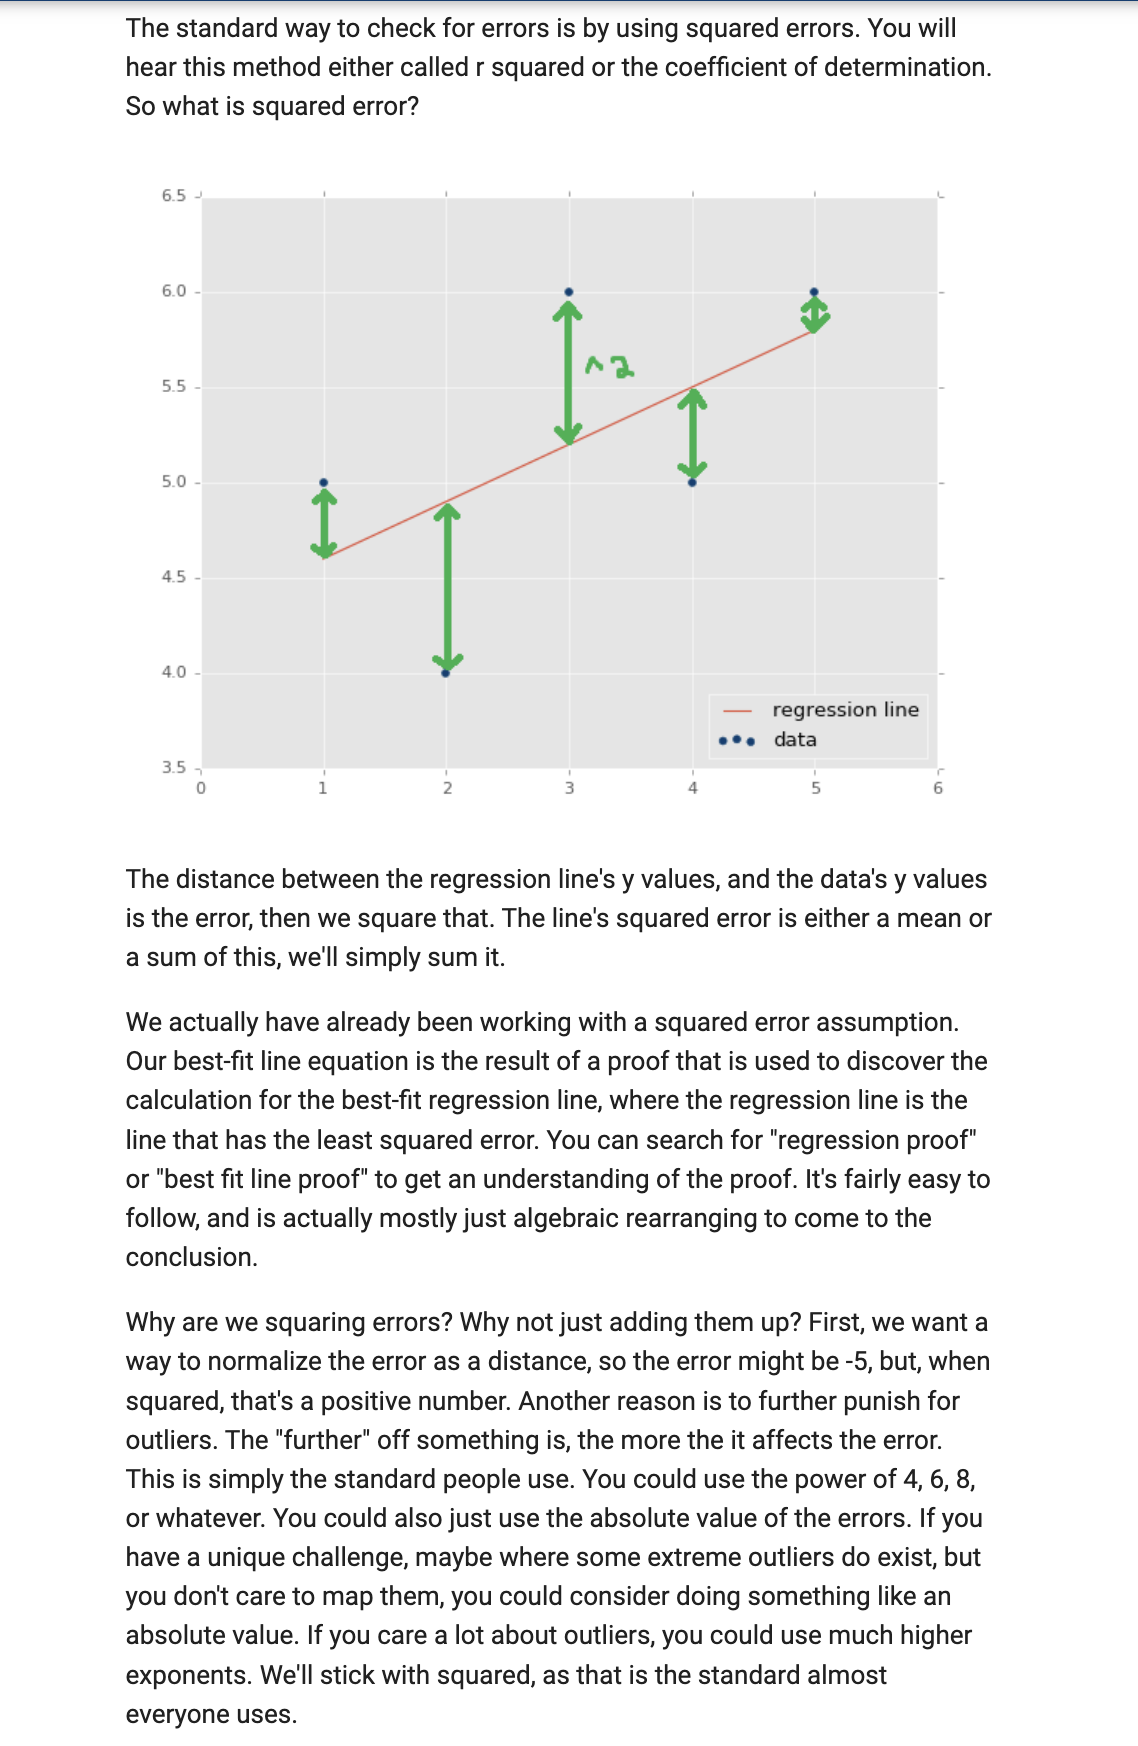 The standard way to check for errors is by using squared errors. You will
hear this method either called r squared or the coefficient of determination.
So what is squared error?
6.5
6.0
^2
5.5
5.0
4.5
4.0
regression line
data
3.5
0 1 2 3 4 5 6
The distance between the regression line's y values, and the data's y values
is the error, then we square that. The line's squared error is either a mean or
a sum of this, we'll simply sum it.
We actually have already been working with a squared error assumption.
Our best-fit line equation is the result of a proof that is used to discover the
calculation for the best-fit regression line, where the regression line is the
line that has the least squared error. You can search for "regression proof"
or "best fit line proof" to get an understanding of the proof. It's fairly easy to
follow, and is actually mostly just algebraic rearranging to come to the
conclusion.
Why are we squaring errors? Why not just adding them up? First, we want a
way to normalize the error as a distance, so the error might be -5, but, when
squared, that's a positive number. Another reason is to further punish for
outliers. The "further" off something is, the more the it affects the error.
This is simply the standard people use. You could use the power of 4, 6, 8,
or whatever. You could also just use the absolute value of the errors. If you
have a unique challenge, maybe where some extreme outliers do exist, but
you don't care to map them, you could consider doing something like an
absolute value. If you care a lot about outliers, you could use much higher
exponents. We'll stick with squared, as that is the standard almost
everyone uses.